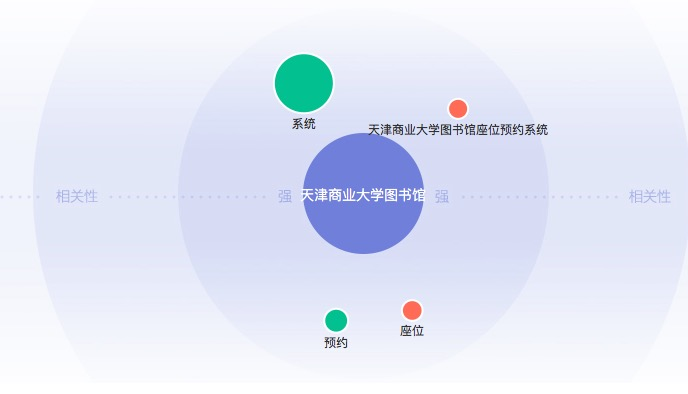 系统
天津商业大学图书馆座位预约系统
相关性
强
天津商业大学图书馆
强
相关性
座位
预约